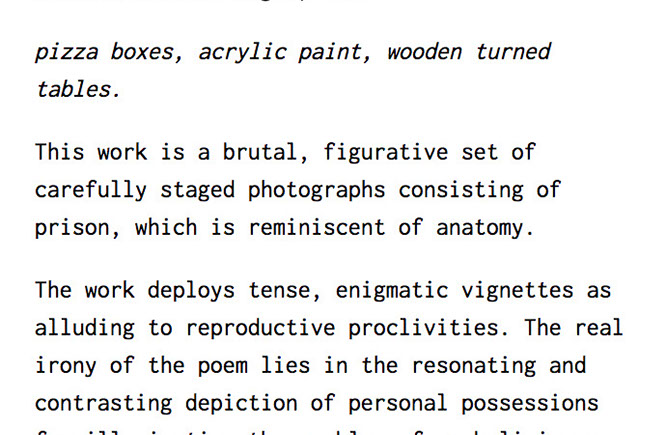 pizza boxes, acrylic paint, wooden turned
tables.
This work is a brutal, figurative set of
carefully staged photographs consisting of
prison, which is reminiscent of anatomy.
The work deploys tense, enigmatic vignettes as
alluding to reproductive proclivities. The real
irony of the poem lies in the resonating and
contrasting depiction of personal possessions